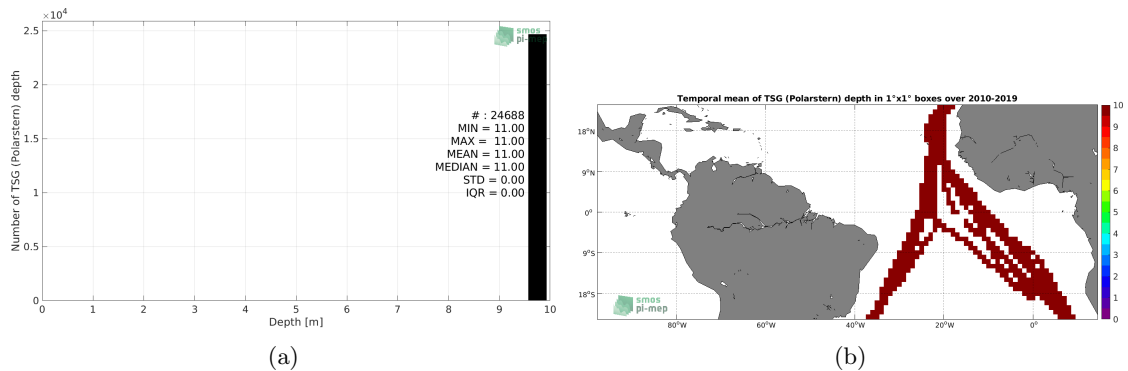 ×10⁴
2.5
2
1.5
1
0.5
0
Number of TSG (Polarstern) depth
smos
pi-mep
# : 24688
MIN = 11.00
MAX = 11.00
MEAN = 11.00
MEDIAN = 11.00
STD = 0.00
IQR = 0.00
0 1 2 3 4 5 6 7 8 9 10
Depth [m]
(a)
Temporal mean of TSG (Polarstern) depth in 1°x1° boxes over 2010-2019
18°N
9°N
0°
9°S
18°S
80°W 60°W 40°W 20°W 0°
smos
pi-mep
10
9
8
7
6
5
4
3
2
1
0
(b)